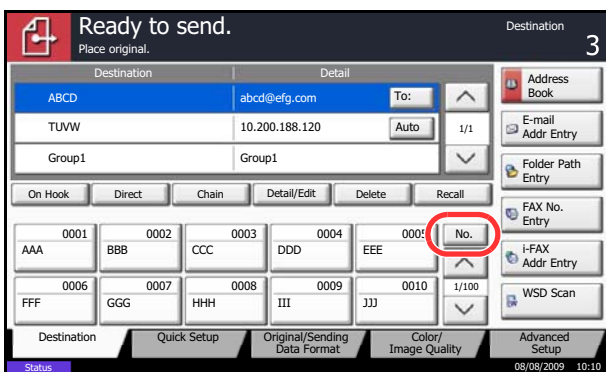 Ready to send.
Place original.
Destination
3
Destination Detail
ABCD abcd@efg.com To:
TUVW 10.200.188.120 Auto 1/1
Group1 Group1
Address
Book
E-mail
Addr Entry
Folder Path
Entry
FAX No.
Entry
i-FAX
Addr Entry
WSD Scan
On Hook Direct Chain Detail/Edit Delete Recall
0001 0002 0003 0004 0005 No.
AAA BBB CCC DDD EEE
0006 0007 0008 0009 0010 1/100
FFF GGG HHH III JJJ
Destination Quick Setup Original/Sending
Data Format Color/
Image Quality Advanced
Setup
Status 08/08/2009 10:10